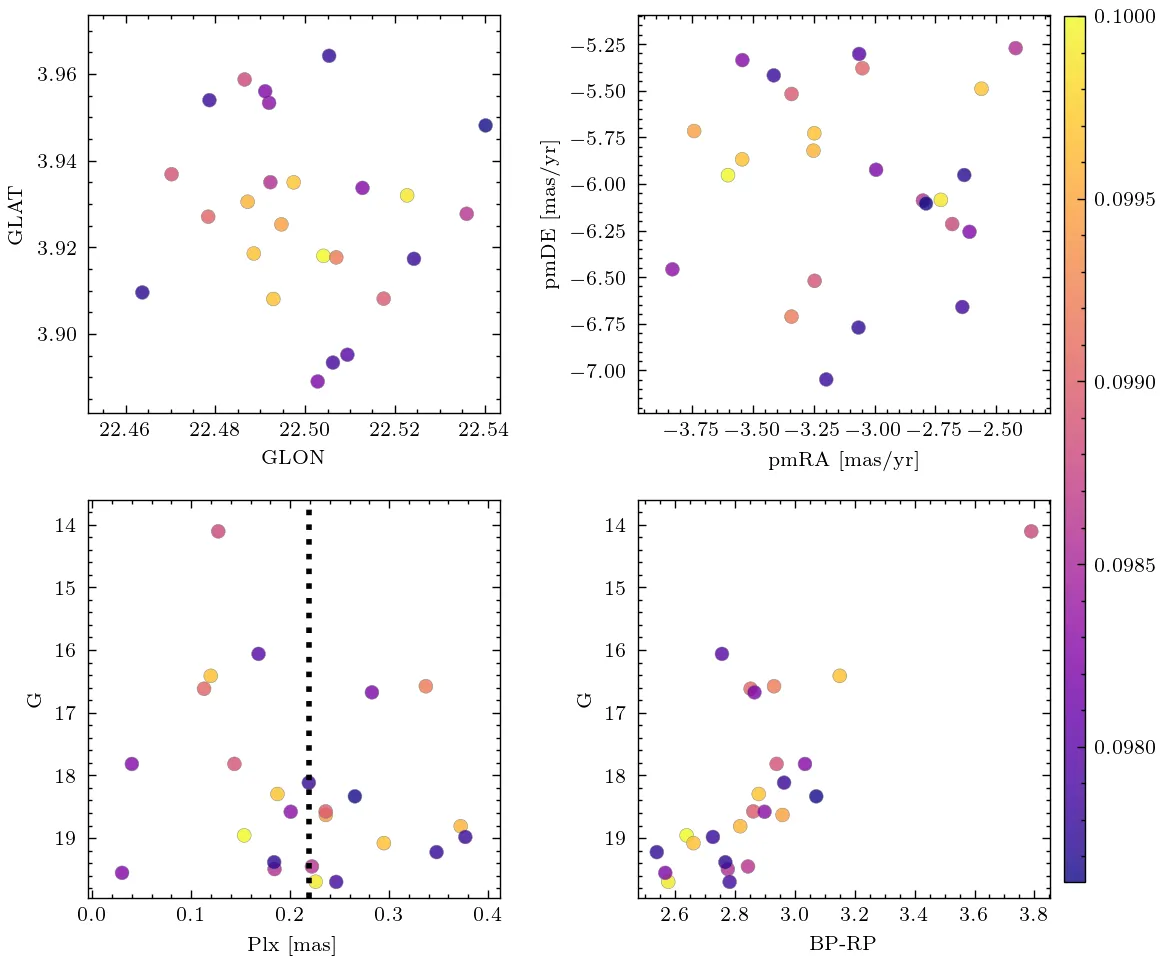 3.96
3.94
3.92
3.90
GLAT
22.46 22.48 22.50 22.52 22.54
GLON
−5.25
−5.50
−5.75
−6.00
−6.25
−6.50
−6.75
−7.00
pmDE [mas/yr]
−3.75 −3.50 −3.25 −3.00 −2.75 −2.50
pmRA [mas/yr]
0.1000
0.0995
0.0990
0.0985
0.0980
14
15
16
17
18
19
G
0.0 0.1 0.2 0.3 0.4
Plx [mas]
14
15
16
17
18
19
G
2.6 2.8 3.0 3.2 3.4 3.6 3.8
BP-RP